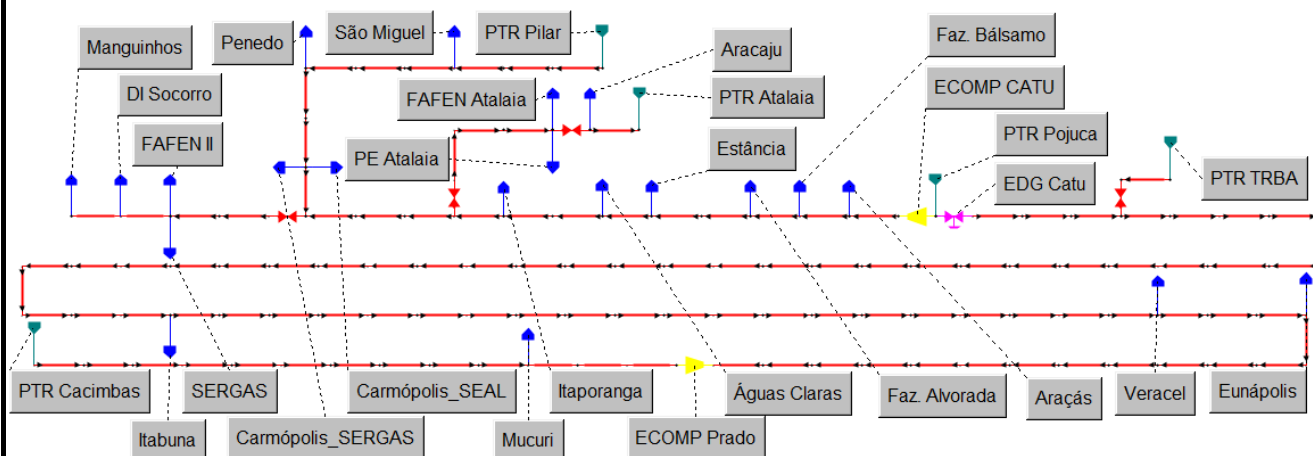 Manguinhos
Penedo
São Miguel
PTR Pilar
Aracaju
Faz. Bálsamo
DI Socorro
FAFEN Atalaia
PTR Atalaia
ECOMP CATU
FAFEN II
PE Atalaia
Estância
PTR Pojuca
EDG Catu
PTR TRBA
PTR Cacimbas
SERGAS
Carmópolis_SEAL
Itaporanga
Águas Claras
Faz. Alvorada
Araçás
Veracel
Eunápolis
Itabuna
Carmópolis_SERGAS
Mucuri
ECOMP Prado